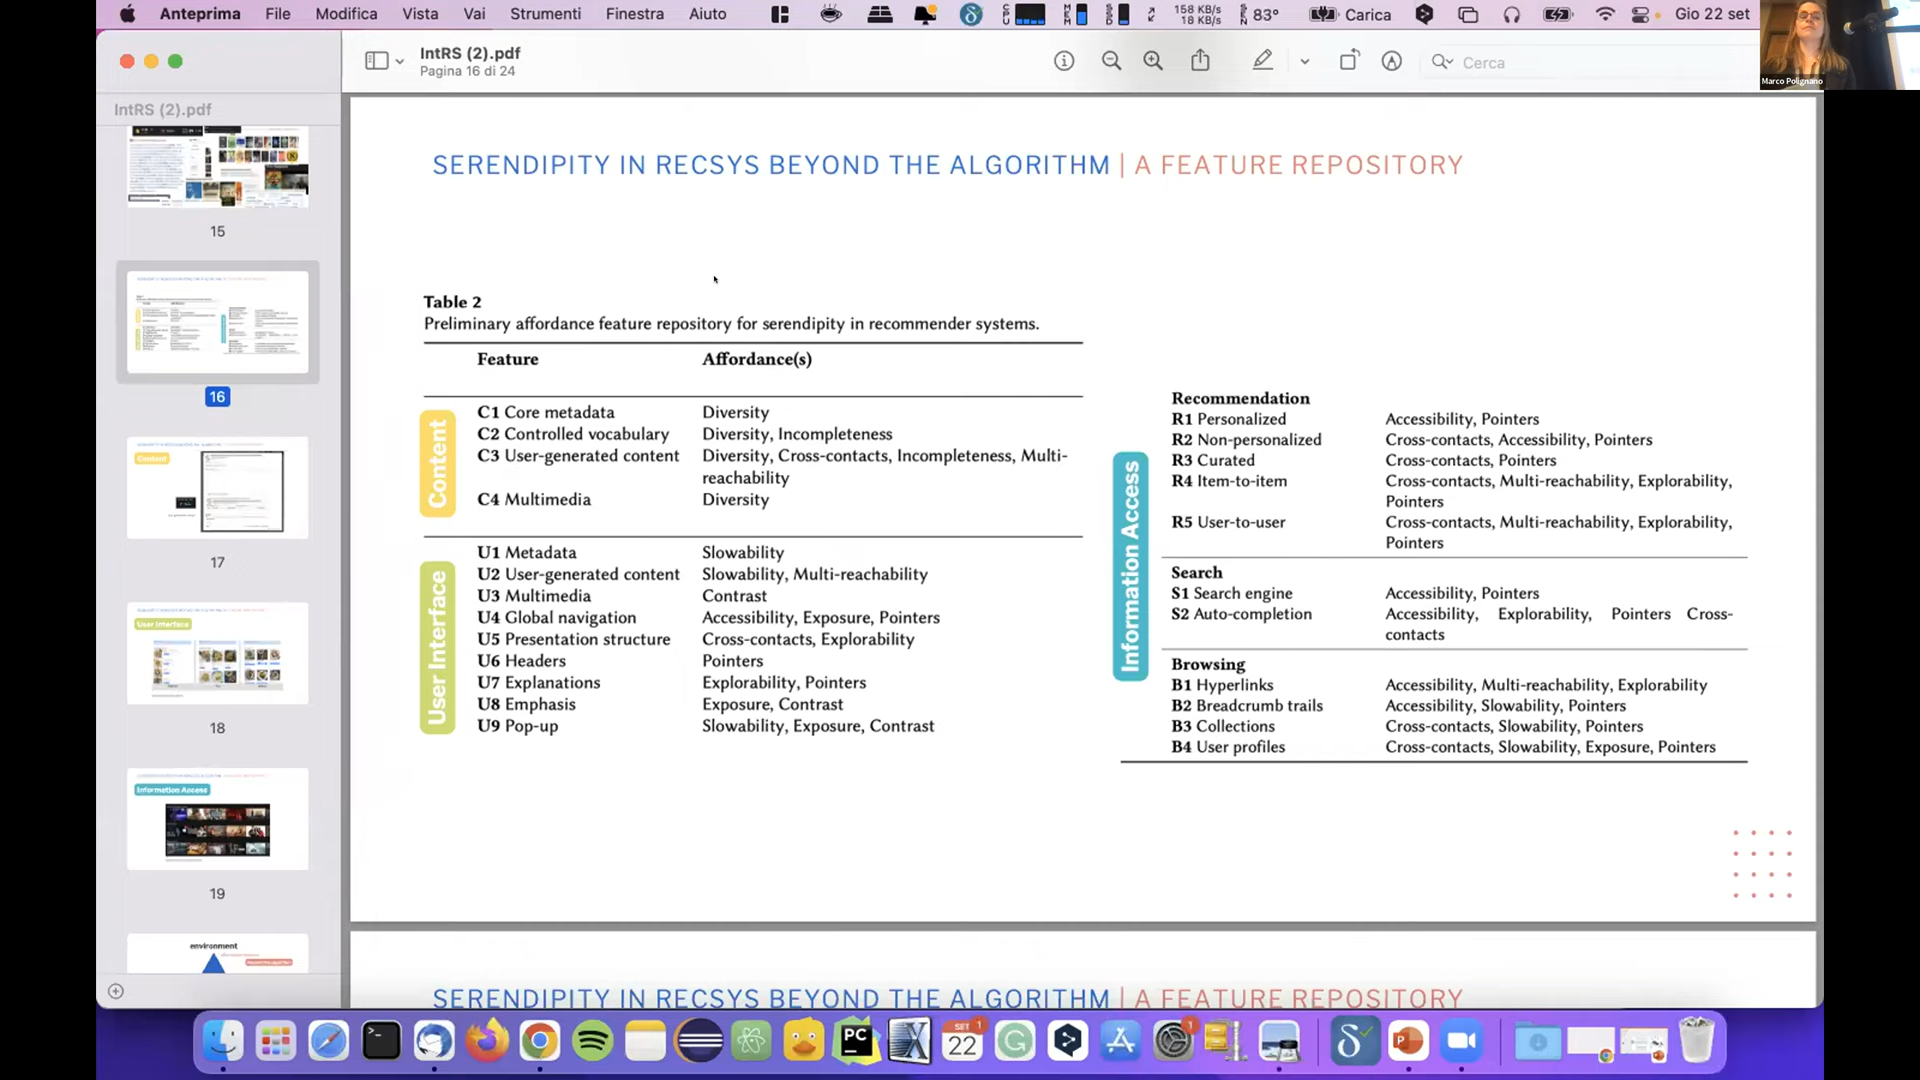 Anteprima File Modifica Vista Vai Strumenti Finestra Aiuto
158 KB/s
18 KB/s
83°
Carica
Gio 22 set
IntRS (2).pdf
Pagina 16 di 24
Cerca
Marco Polignano
IntRS (2).pdf
15
16
17
18
19
Content
User Interface
Information Access
environment
SERENDIPITY IN RECSYS BEYOND THE ALGORITHM | A FEATURE REPOSITORY
Table 2
Preliminary affordance feature repository for serendipity in recommender systems.
Feature Affordance(s)
Content
C1 Core metadata Diversity
C2 Controlled vocabulary Diversity, Incompleteness
C3 User-generated content Diversity, Cross-contacts, Incompleteness, Multi-
reachability
C4 Multimedia Diversity
User Interface
U1 Metadata Slowability
U2 User-generated content Slowability, Multi-reachability
U3 Multimedia Contrast
U4 Global navigation Accessibility, Exposure, Pointers
U5 Presentation structure Cross-contacts, Explorability
U6 Headers Pointers
U7 Explanations Explorability, Pointers
U8 Emphasis Exposure, Contrast
U9 Pop-up Slowability, Exposure, Contrast
Information Access
Recommendation
R1 Personalized Accessibility, Pointers
R2 Non-personalized Cross-contacts, Accessibility, Pointers
R3 Curated Cross-contacts, Pointers
R4 Item-to-item Cross-contacts, Multi-reachability, Explorability,
Pointers
R5 User-to-user Cross-contacts, Multi-reachability, Explorability,
Pointers
Search
S1 Search engine Accessibility, Pointers
S2 Auto-completion Accessibility, Explorability, Pointers Cross-
contacts
Browsing
B1 Hyperlinks Accessibility, Multi-reachability, Explorability
B2 Breadcrumb trails Accessibility, Slowability, Pointers
B3 Collections Cross-contacts, Slowability, Pointers
B4 User profiles Cross-contacts, Slowability, Exposure, Pointers
SERENDIPITY IN RECSYS BEYOND THE ALGORITHM | A FEATURE REPOSITORY
PC
SET
22
1
1